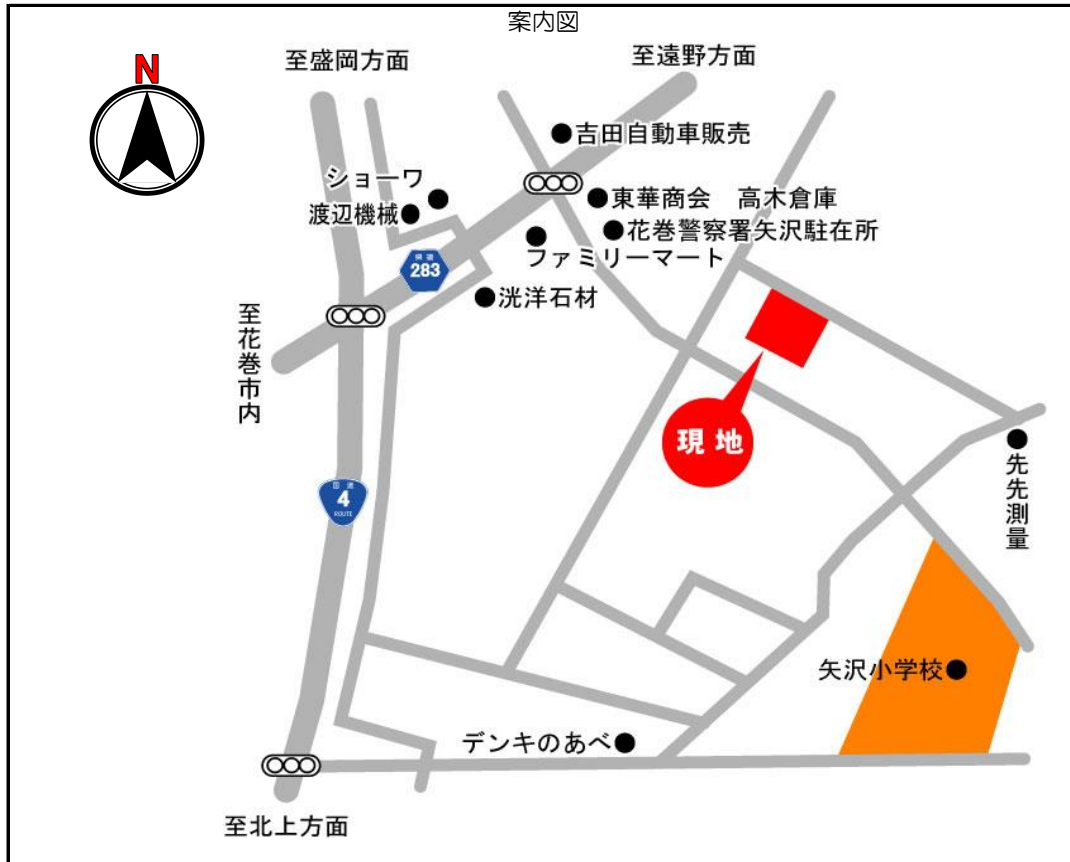 案内図
N
至盛岡方面
至遠野方面
吉田自動車販売
ショーワ
渡辺機械
東華商会 高木倉庫
花巻警察署矢沢駐在所
ファミリーマート
283
洸洋石材
至花巻市内
現地
国道
4
ROUTE
先先測量
矢沢小学校
デンキのあべ
至北上方面